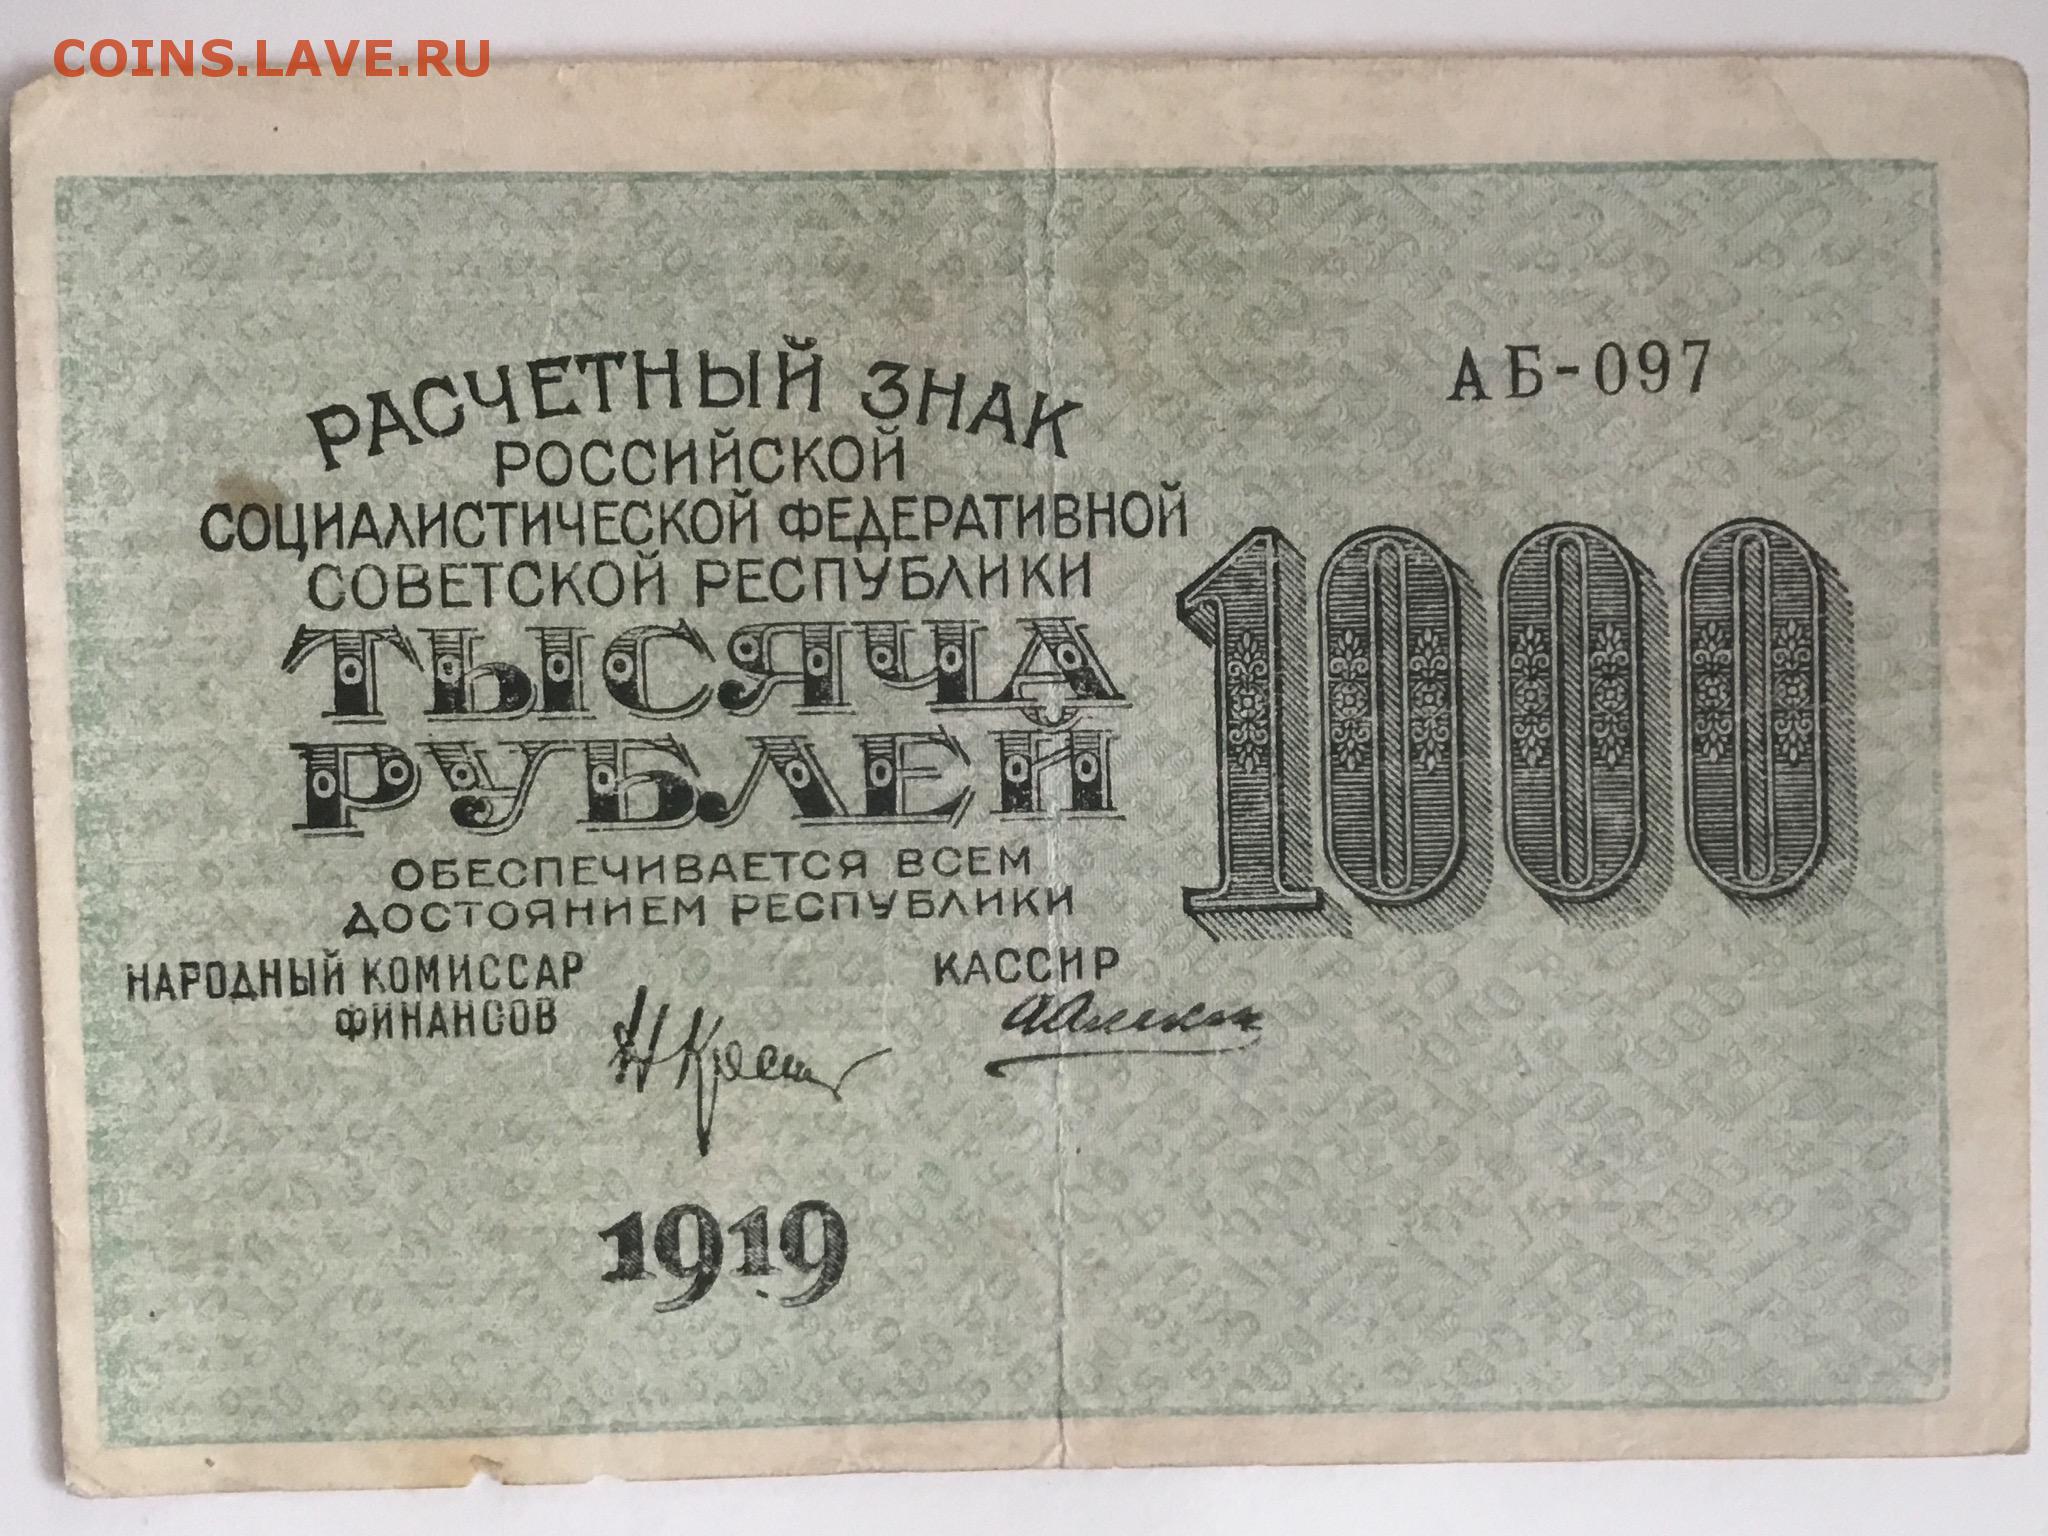 COINS.LAVE.RU
РАСЧЕТНЫЙ ЗНАК
РОССИЙСКОЙ
СОЦИАЛИСТИЧЕСКОЙ ФЕДЕРАТИВНОЙ
СОВЕТСКОЙ РЕСПУБЛИКИ
ТЫСЯЧА
РУБЛЕЙ
ОБЕСПЕЧИВАЕТСЯ ВСЕМ
ДОСТОЯНИЕМ РЕСПУБЛИКИ
НАРОДНЫЙ КОМИССАР
ФИНАНСОВ
КАССИР
1919
АБ-097
1000